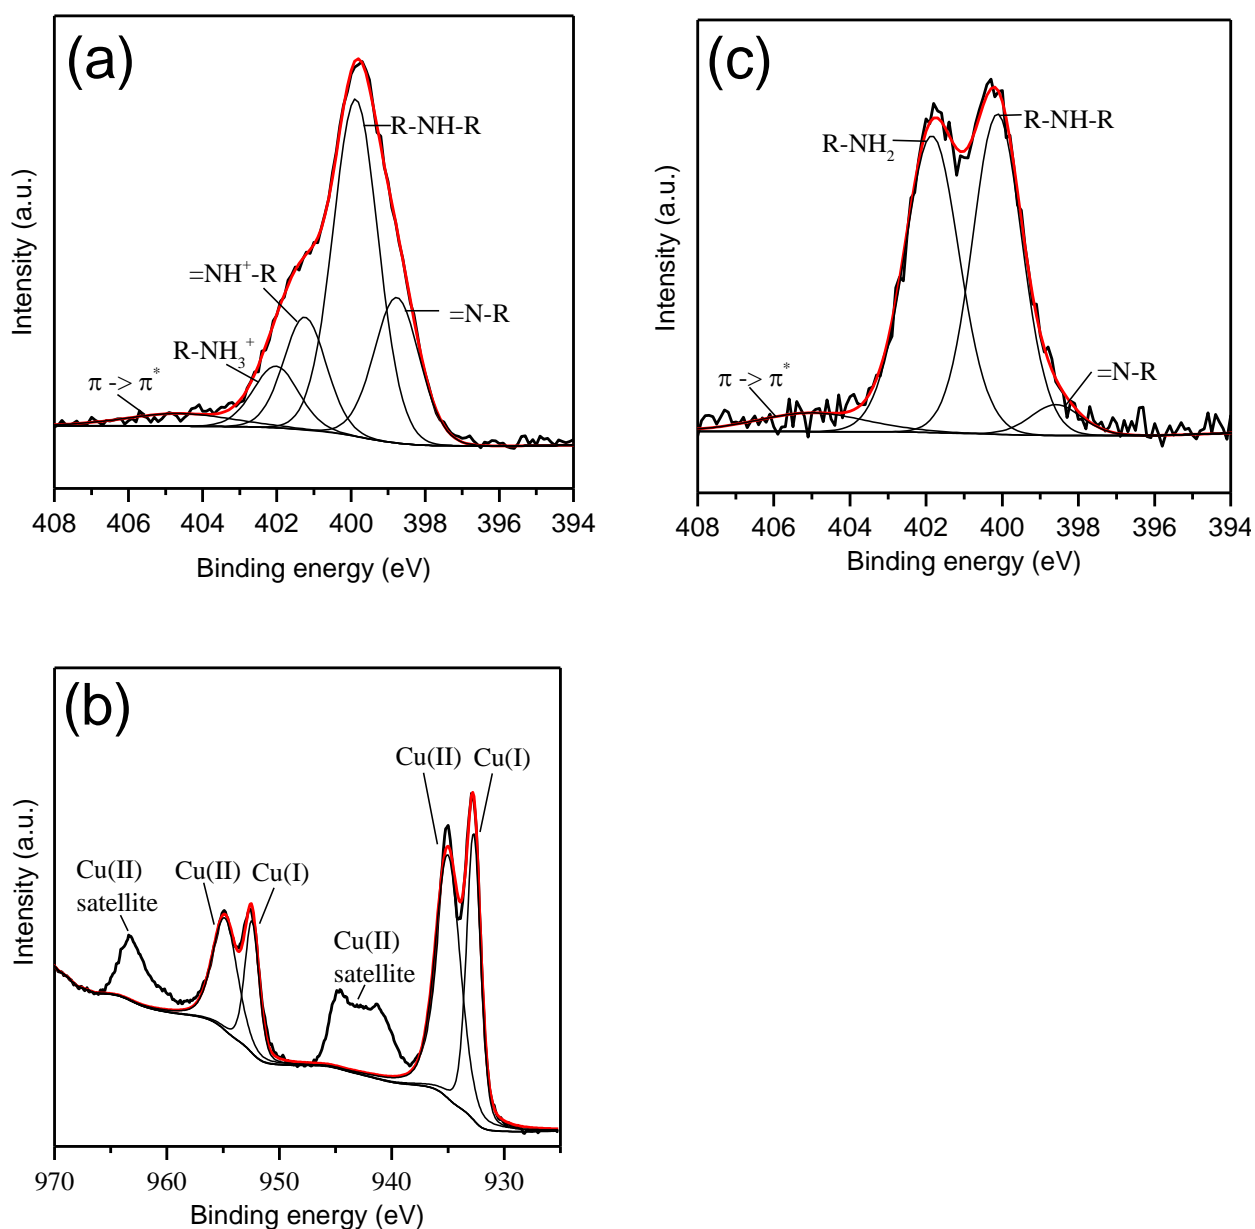 (a)
R-NH-R
=NH⁺-R
=N-R
R-NH₃⁺
π -> π*
Intensity (a.u.)
408 406 404 402 400 398 396 394
Binding energy (eV)
(c)
R-NH₂
R-NH-R
π -> π*
=N-R
Intensity (a.u.)
408 406 404 402 400 398 396 394
Binding energy (eV)
(b)
Cu(II)
Cu(I)
Cu(II)
satellite
Cu(II)
Cu(I)
Cu(II)
satellite
Intensity (a.u.)
970 960 950 940 930
Binding energy (eV)